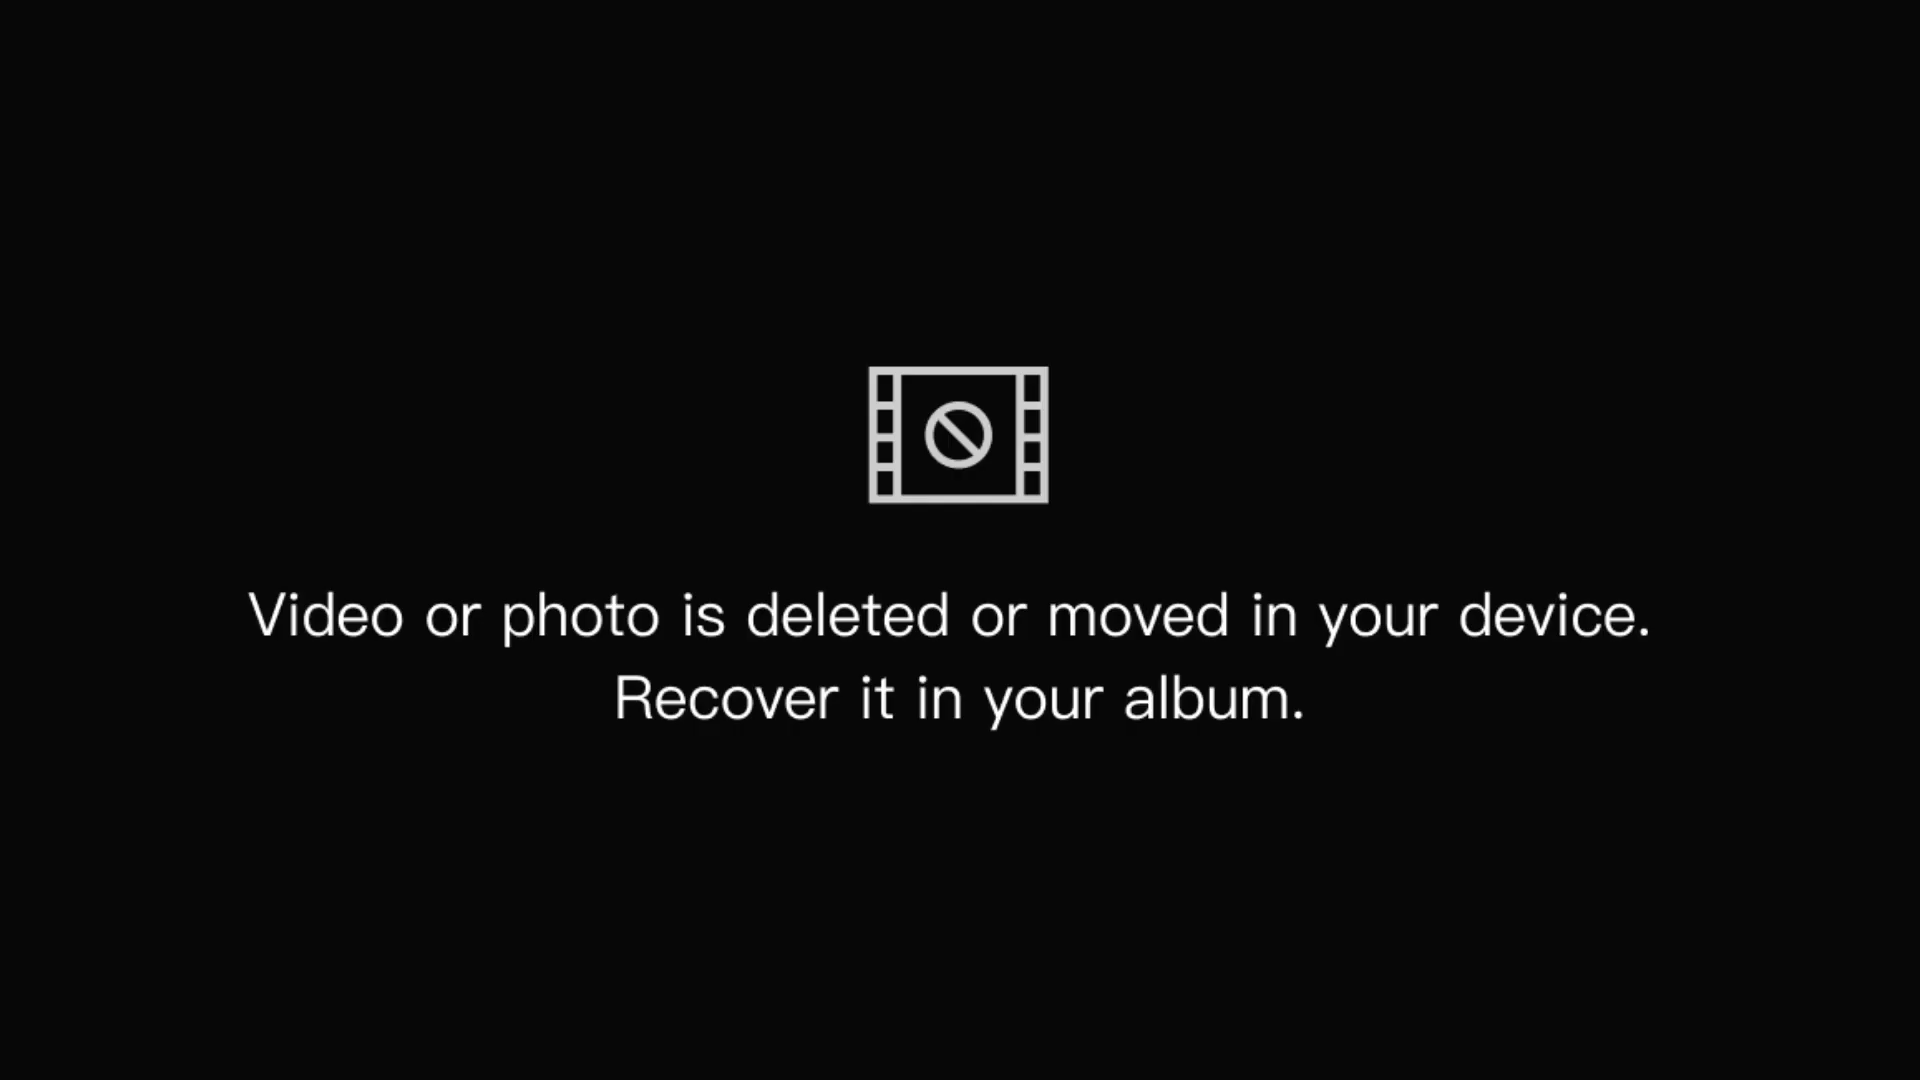 Video or photo is deleted or moved in your device.
Recover it in your album.